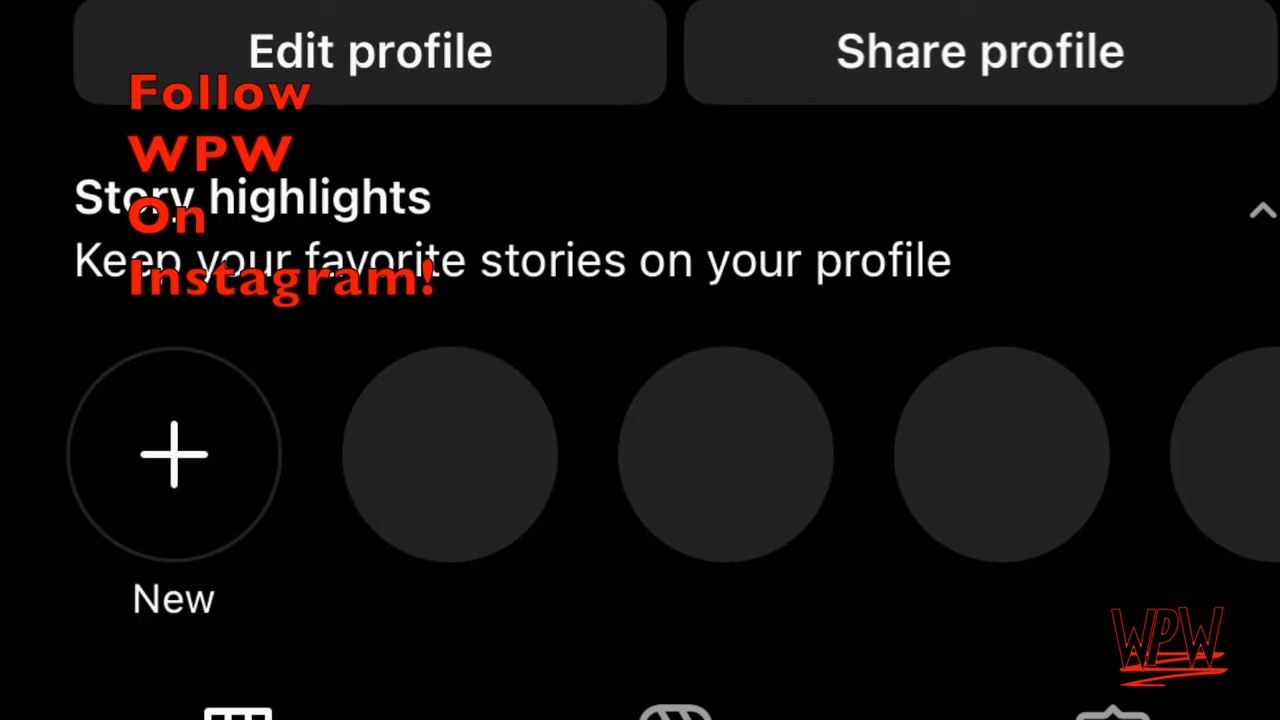 Edit profile
Share profile
Follow
WPW
Story highlights
On
Keep your favorite stories on your profile
Instagram!
New
WPW